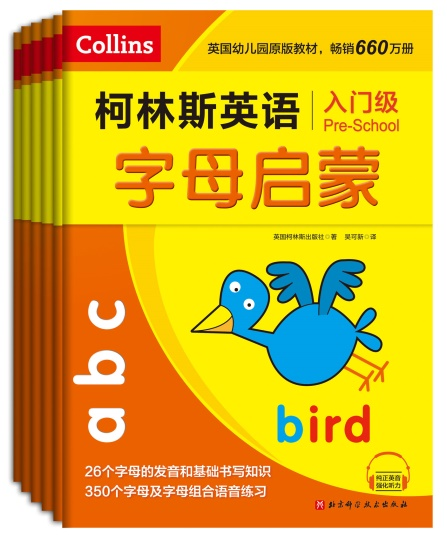 Collins
英国幼儿园原版教材，畅销660万册
柯林斯英语
入门级
Pre-School
字母启蒙
英国柯林斯出版社◎著 吴可新◎译
abc
bird
26个字母的发音和基础书写知识
350个字母及字母组合语音练习
纯正英音
强化听力
北京科学技术出版社